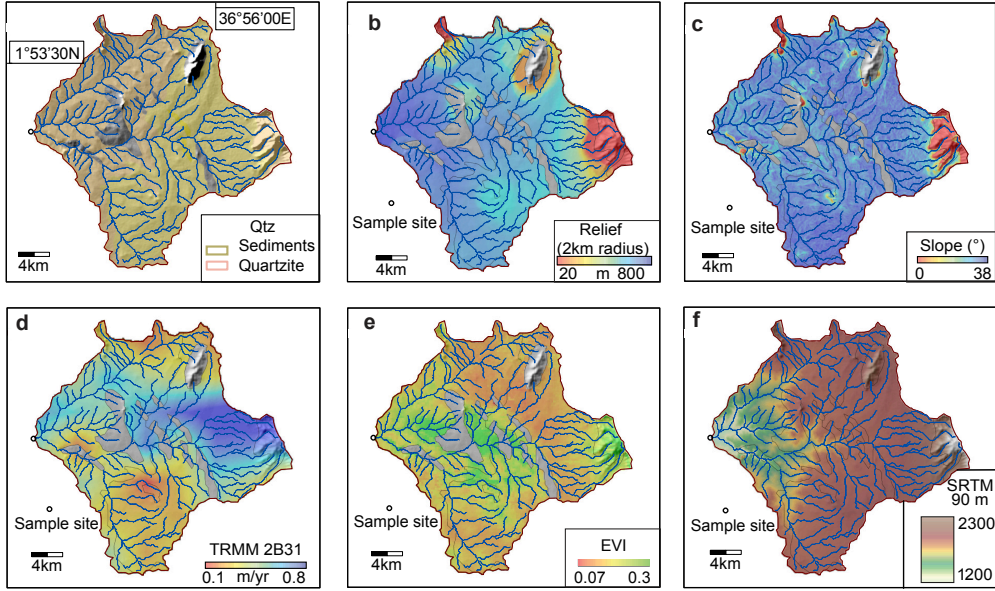 36°56'00E
1°53'30N
Qtz
Sediments
Quartzite
4km
b
Sample site
4km
Relief
(2km radius)
20 m 800
c
Sample site
4km
Slope (°)
0 38
d
Sample site
4km
TRMM 2B31
0.1 m/yr 0.8
e
Sample site
4km
EVI
0.07 0.3
f
Sample site
4km
SRTM
90 m
2300
1200